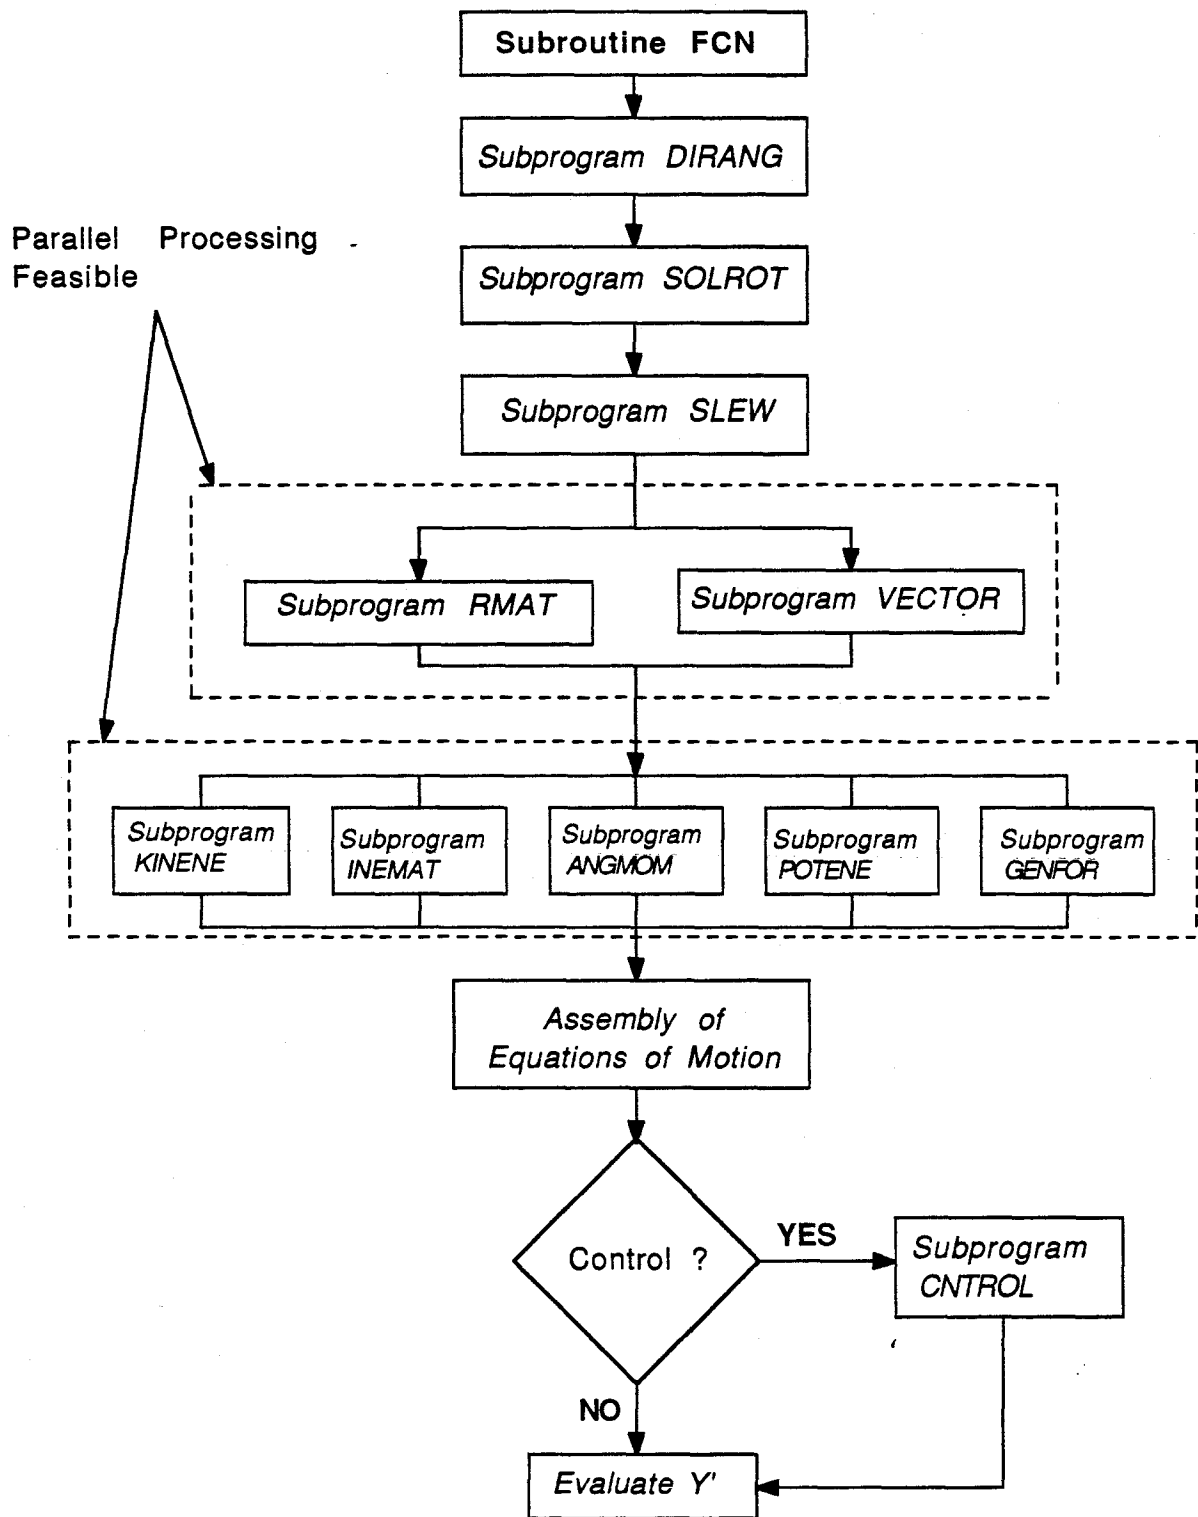 Subroutine FCN
Subprogram DIRANG
Parallel Processing
Feasible
Subprogram SOLROT
Subprogram SLEW
Subprogram RMAT
Subprogram VECTOR
Subprogram
KINENE
Subprogram
INEMAT
Subprogram
ANGMOM
Subprogram
POTENE
Subprogram
GENFOR
Assembly of
Equations of Motion
Control ?
YES
Subprogram
CNTROL
NO
Evaluate Y'